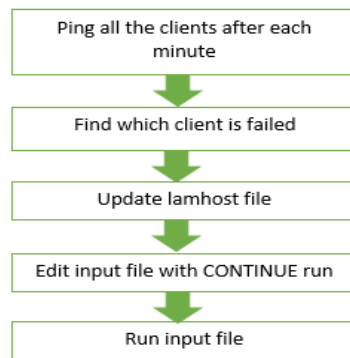 Ping all the clients after each
minute
Find which client is failed
Update lamhost file
Edit input file with CONTINUE run
Run input file